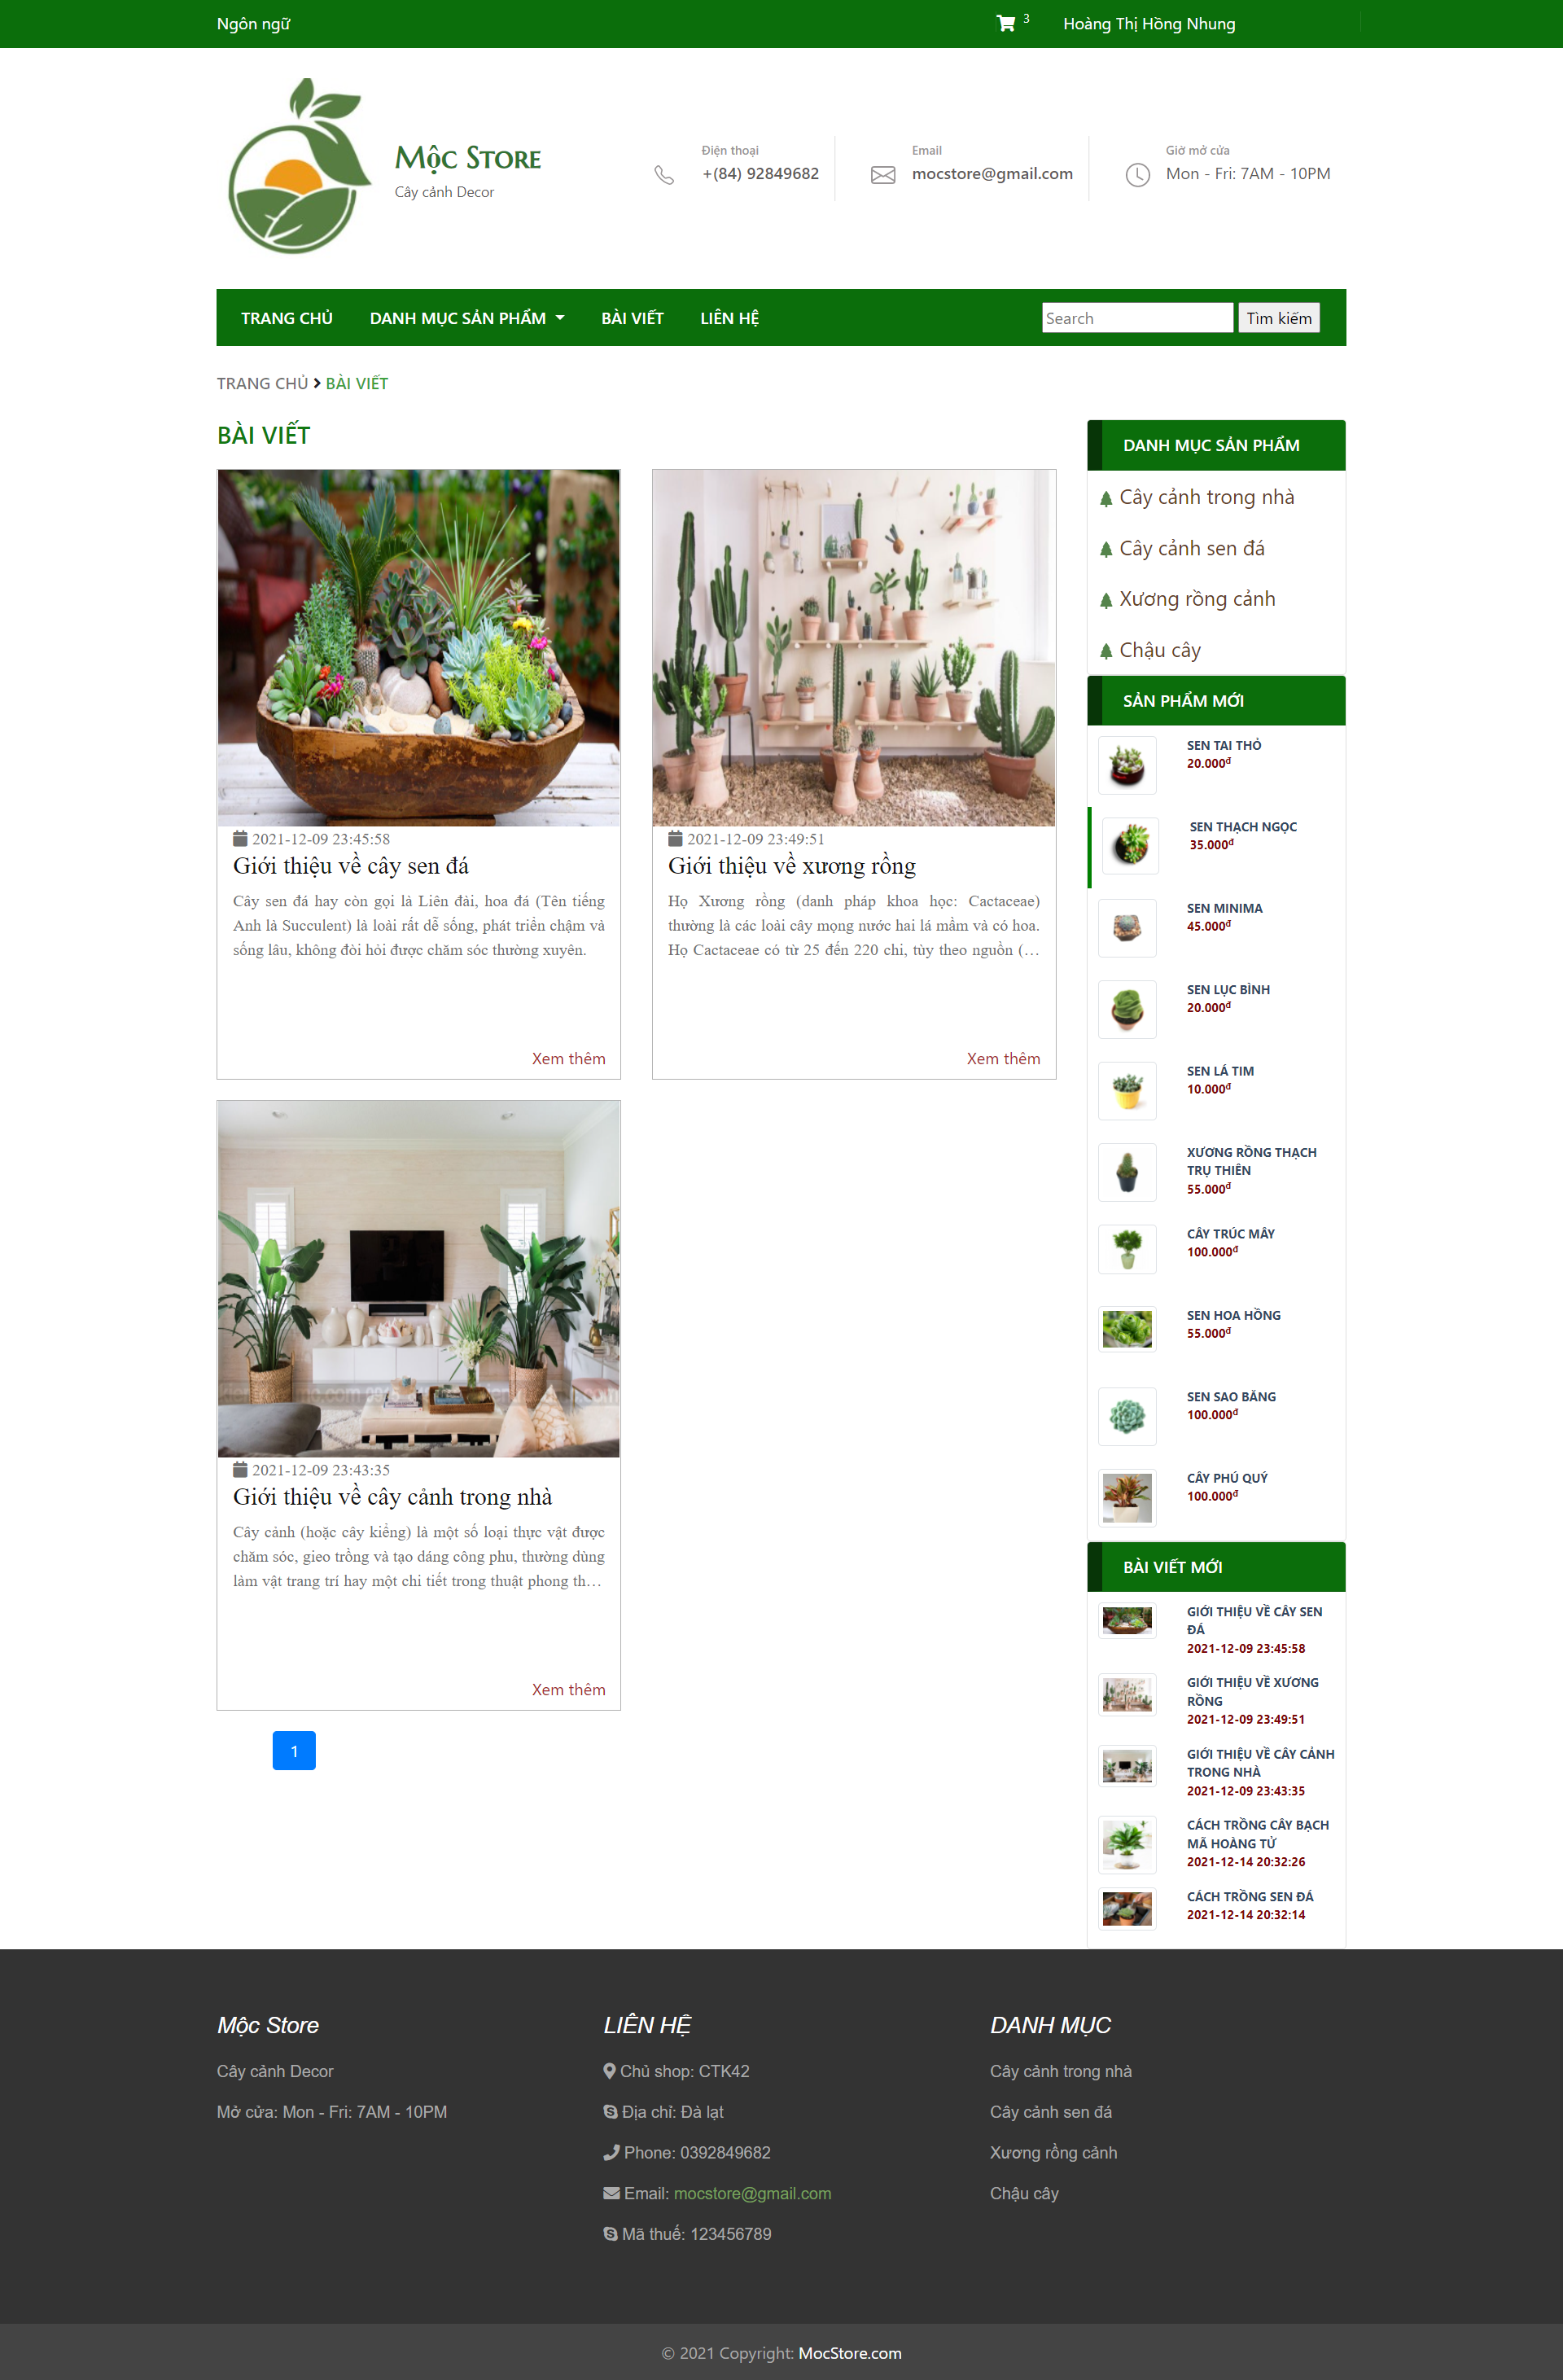 Ngôn ngữ
3
Hoàng Thị Hồng Nhung
Mộc Store
Cây cảnh Decor
Điện thoại
+(84) 92849682
Email
mocstore@gmail.com
Giờ mở cửa
Mon - Fri: 7AM - 10PM
TRANG CHỦ
DANH MỤC SẢN PHẨM
BÀI VIẾT
LIÊN HỆ
Search
Tìm kiếm
TRANG CHỦ > BÀI VIẾT
BÀI VIẾT
2021-12-09 23:45:58
Giới thiệu về cây sen đá
Cây sen đá hay còn gọi là Liên đài, hoa đá (Tên tiếng
Anh là Succulent) là loài rất dễ sống, phát triển chậm và
sống lâu, không đòi hỏi được chăm sóc thường xuyên.
Xem thêm
2021-12-09 23:49:51
Giới thiệu về xương rồng
Họ Xương rồng (danh pháp khoa học: Cactaceae)
thường là các loài cây mọng nước hai lá mầm và có hoa.
Họ Cactaceae có từ 25 đến 220 chi, tùy theo nguồn (…
Xem thêm
2021-12-09 23:43:35
Giới thiệu về cây cảnh trong nhà
Cây cảnh (hoặc cây kiểng) là một số loại thực vật được
chăm sóc, gieo trồng và tạo dáng công phu, thường dùng
làm vật trang trí hay một chi tiết trong thuật phong th…
Xem thêm
1
DANH MỤC SẢN PHẨM
Cây cảnh trong nhà
Cây cảnh sen đá
Xương rồng cảnh
Chậu cây
SẢN PHẨM MỚI
SEN TAI THỎ
20.000đ
SEN THẠCH NGỌC
35.000đ
SEN MINIMA
45.000đ
SEN LỤC BÌNH
20.000đ
SEN LÁ TIM
10.000đ
XƯƠNG RỒNG THẠCH
TRỤ THIÊN
55.000đ
CÂY TRÚC MÂY
100.000đ
SEN HOA HỒNG
55.000đ
SEN SAO BĂNG
100.000đ
CÂY PHÚ QUÝ
100.000đ
BÀI VIẾT MỚI
GIỚI THIỆU VỀ CÂY SEN
ĐÁ
2021-12-09 23:45:58
GIỚI THIỆU VỀ XƯƠNG
RỒNG
2021-12-09 23:49:51
GIỚI THIỆU VỀ CÂY CẢNH
TRONG NHÀ
2021-12-09 23:43:35
CÁCH TRỒNG CÂY BẠCH
MÃ HOÀNG TỬ
2021-12-14 20:32:26
CÁCH TRỒNG SEN ĐÁ
2021-12-14 20:32:14
Mộc Store
Cây cảnh Decor
Mở cửa: Mon - Fri: 7AM - 10PM
LIÊN HỆ
Chủ shop: CTK42
Địa chỉ: Đà lạt
Phone: 0392849682
Email: mocstore@gmail.com
Mã thuế: 123456789
DANH MỤC
Cây cảnh trong nhà
Cây cảnh sen đá
Xương rồng cảnh
Chậu cây
© 2021 Copyright: MocStore.com